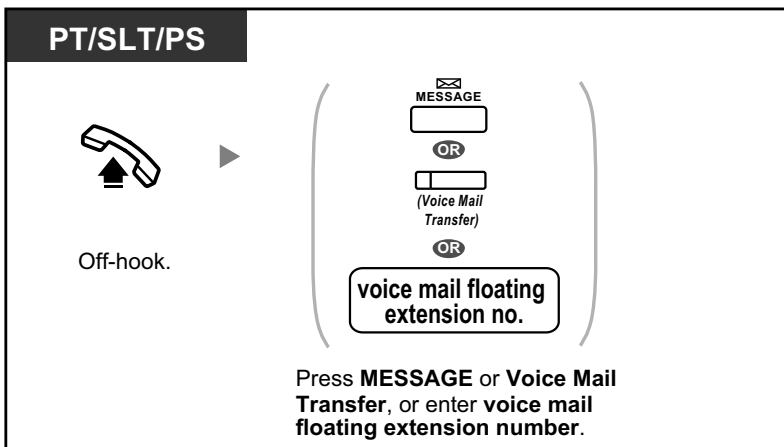 PT/SLT/PS
MESSAGE
OR
(Voice Mail
Transfer)
OR
Off-hook.
voice mail floating
extension no.
Press MESSAGE or Voice Mail
Transfer, or enter voice mail
floating extension number.